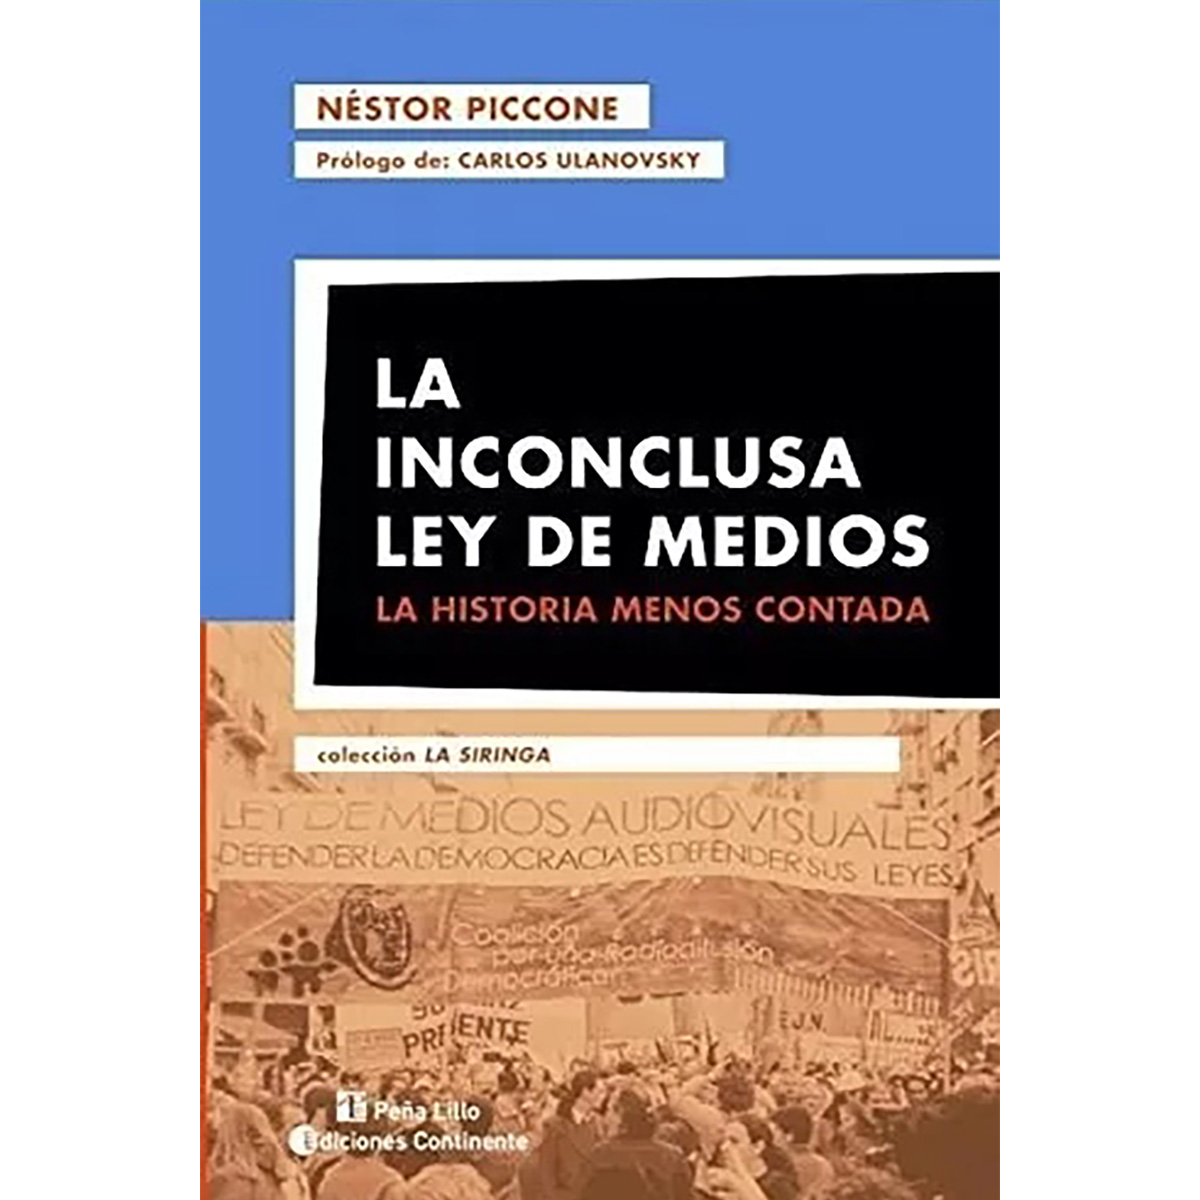 NÉSTOR PICCONE
Prólogo de: CARLOS ULANOVSKY
LA
INCONCLUSA
LEY DE MEDIOS
LA HISTORIA MENOS CONTADA
colección LA SIRINGA
LEY DE MEDIOS AUDIOVISUALES
DEFENDER LA DEMOCRACIA ES DEFENDER SUS LEYES
Coalición
por una Radiodifusión
Democrática
PRESENTE
E.J.N.
Peña Lillo
Ediciones Continente